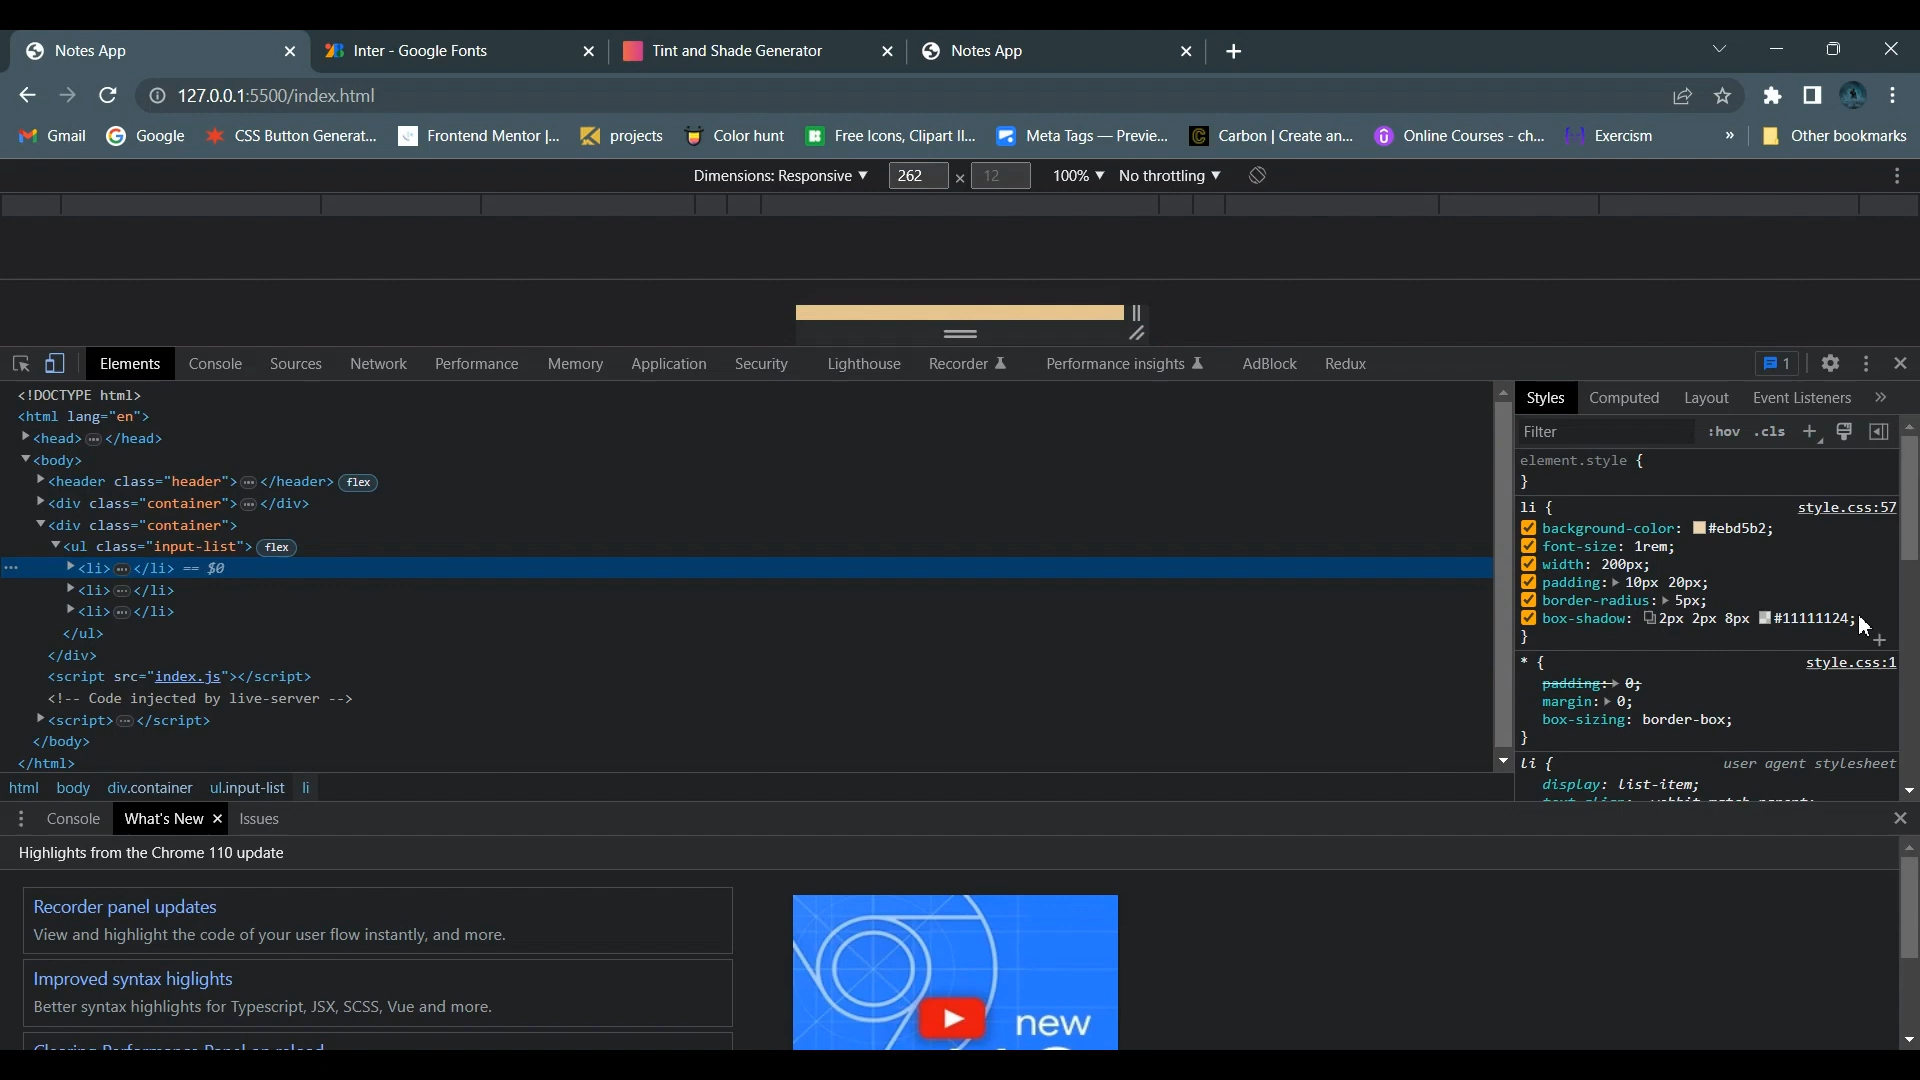 Notes App
Inter - Google Fonts
Tint and Shade Generator
Notes App
127.0.0.1:5500/index.html
Gmail Google CSS Button Generat... Frontend Mentor |... projects Color hunt Free Icons, Clipart Il... Meta Tags — Previe... Carbon | Create an... Online Courses - ch... Exercism » Other bookmarks
Dimensions: Responsive 262 × 12 100% No throttling
Elements Console Sources Network Performance Memory Application Security Lighthouse Recorder Performance insights AdBlock Redux 1
<!DOCTYPE html>
<html lang="en">
<head> ⋯ </head>
<body>
<header class="header"> ⋯ </header> flex
<div class="container"> ⋯ </div>
<div class="container">
<ul class="input-list"> flex
<li> ⋯ </li> == $0
<li> ⋯ </li>
<li> ⋯ </li>
</ul>
</div>
<script src="index.js"></script>
<!-- Code injected by live-server -->
<script> ⋯ </script>
</body>
</html>
html body div.container ul.input-list li
Styles Computed Layout Event Listeners »
Filter :hov .cls +
element.style {
}
li { style.css:57
background-color: #ebd5b2;
font-size: 1rem;
width: 200px;
padding: 10px 20px;
border-radius: 5px;
box-shadow: 2px 2px 8px #11111124;
}
* { style.css:1
padding: 0;
margin: 0;
box-sizing: border-box;
}
li { user agent stylesheet
display: list-item;
Console What's New Issues
Highlights from the Chrome 110 update
Recorder panel updates
View and highlight the code of your user flow instantly, and more.
Improved syntax higlights
Better syntax highlights for Typescript, JSX, SCSS, Vue and more.
new